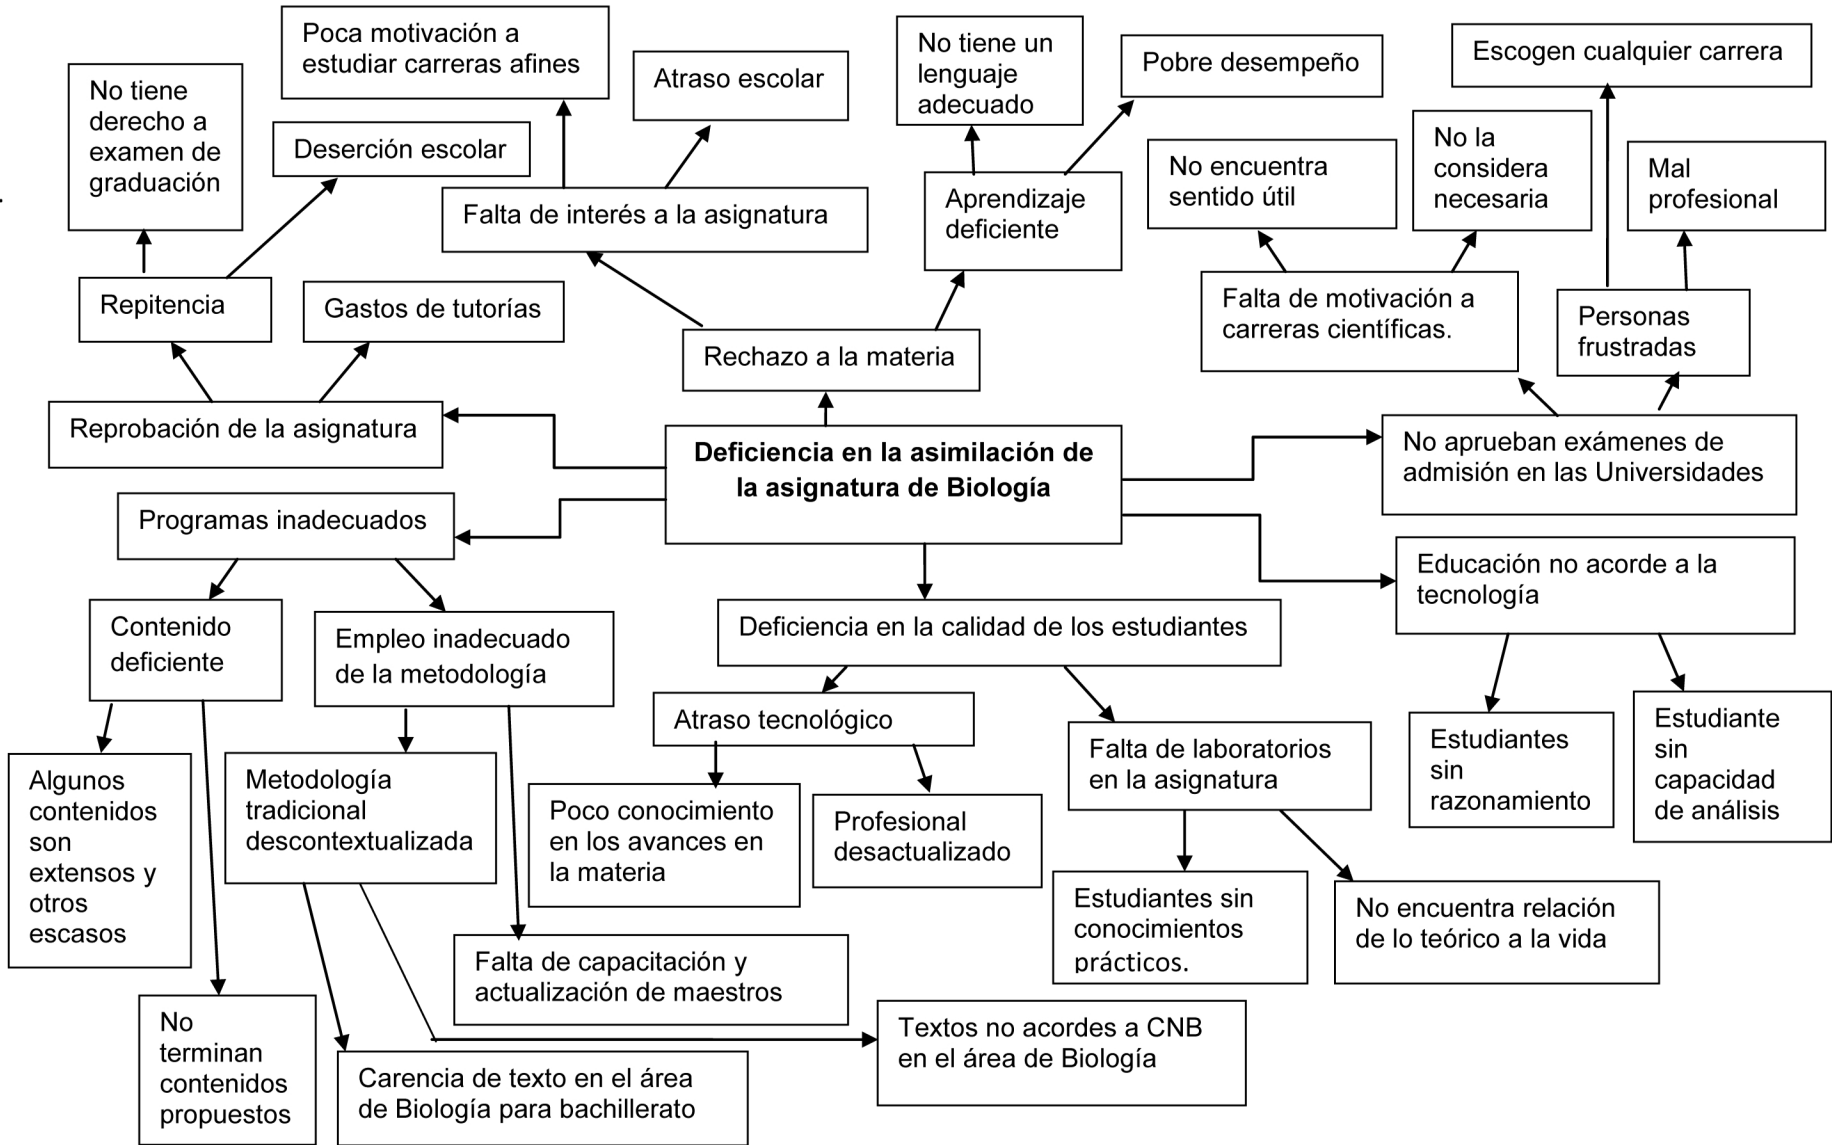 Poca motivación a
estudiar carreras afines
No tiene un
lenguaje
adecuado
Escogen cualquier carrera
Pobre desempeño
Atraso escolar
No tiene
derecho a
examen de
graduación
Deserción escolar
No la
considera
necesaria
No encuentra
sentido útil
Mal
profesional
Falta de interés a la asignatura
Aprendizaje
deficiente
Repitencia
Gastos de tutorías
Falta de motivación a
carreras científicas.
Personas
frustradas
Rechazo a la materia
Reprobación de la asignatura
Deficiencia en la asimilación de
la asignatura de Biología
No aprueban exámenes de
admisión en las Universidades
Programas inadecuados
Educación no acorde a la
tecnología
Contenido
deficiente
Empleo inadecuado
de la metodología
Deficiencia en la calidad de los estudiantes
Atraso tecnológico
Falta de laboratorios
en la asignatura
Estudiantes
sin
razonamiento
Estudiante
sin
capacidad
de análisis
Algunos
contenidos
son
extensos y
otros
escasos
Metodología
tradicional
descontextualizada
Poco conocimiento
en los avances en
la materia
Profesional
desactualizado
Estudiantes sin
conocimientos
prácticos.
No encuentra relación
de lo teórico a la vida
Falta de capacitación y
actualización de maestros
No
terminan
contenidos
propuestos
Carencia de texto en el área
de Biología para bachillerato
Textos no acordes a CNB
en el área de Biología